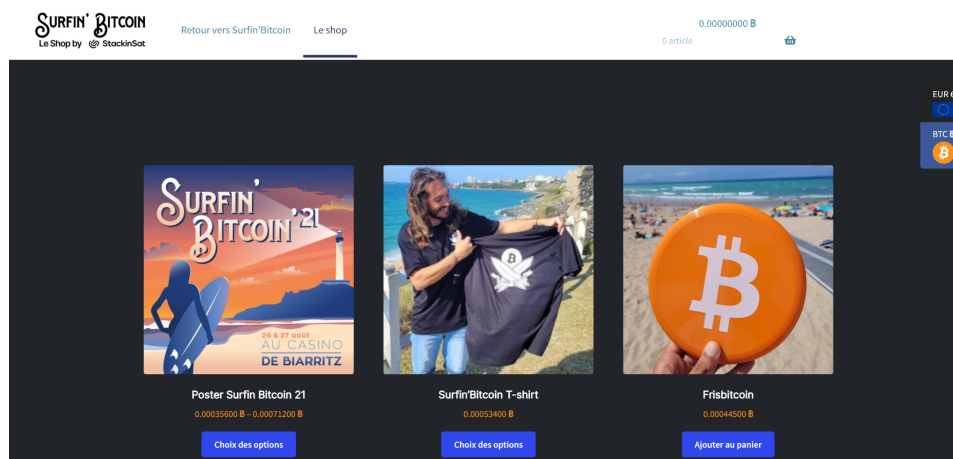 SURFIN' BITCOIN
Le Shop by @ StackinSat
Retour vers Surfin'Bitcoin
Le shop
0.00000000 ₿
0 article
EUR €
BTC ₿
SURFIN'
BITCOIN'21
26 & 27 août
AU CASINO
DE BIARRITZ
Poster Surfin Bitcoin 21
0.00035600 ₿ – 0.00071200 ₿
Choix des options
Surfin'Bitcoin T-shirt
0.00053400 ₿
Choix des options
Frisbitcoin
0.00044500 ₿
Ajouter au panier